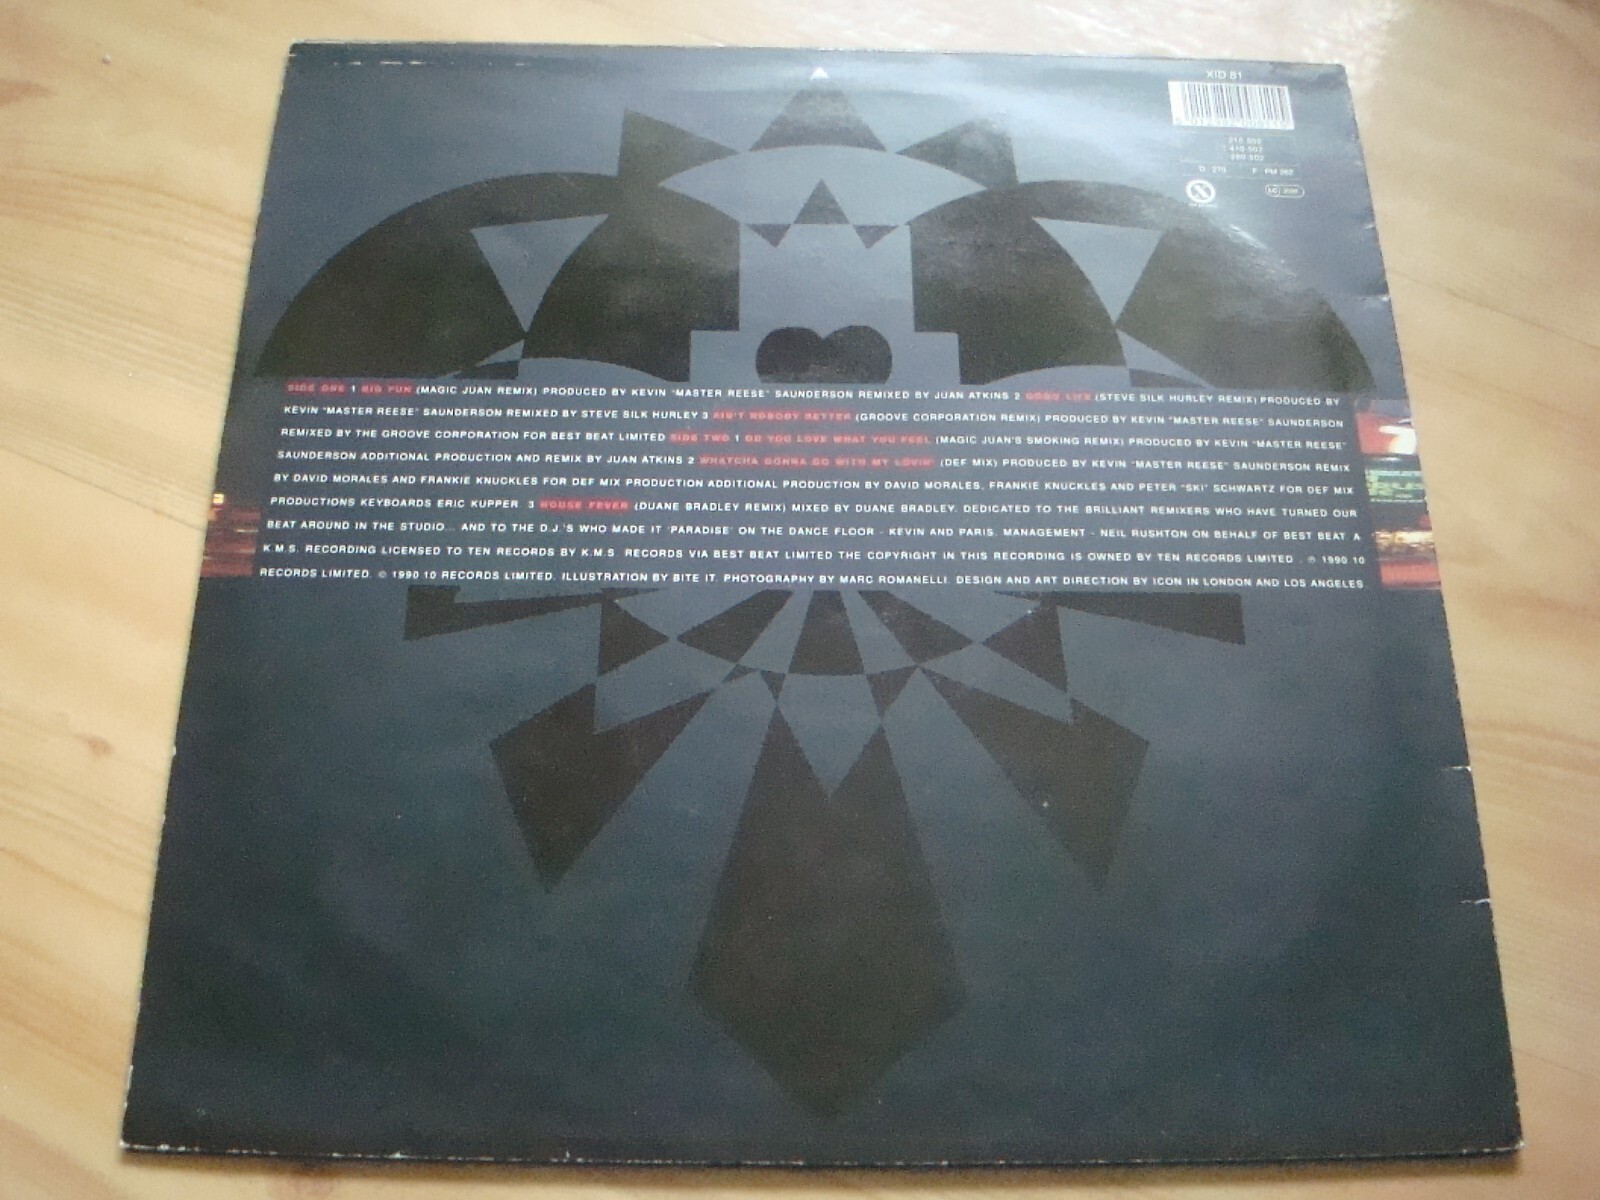 XID 81
SIDE ONE 1 BIG FUN (MAGIC JUAN REMIX) PRODUCED BY KEVIN "MASTER REESE" SAUNDERSON REMIXED BY JUAN ATKINS 2 GOOD LIFE (STEVE SILK HURLEY REMIX) PRODUCED BY
KEVIN "MASTER REESE" SAUNDERSON REMIXED BY STEVE SILK HURLEY 3 AIN'T NOBODY BETTER (GROOVE CORPORATION REMIX) PRODUCED BY KEVIN "MASTER REESE" SAUNDERSON
REMIXED BY THE GROOVE CORPORATION FOR BEST BEAT LIMITED SIDE TWO 1 DO YOU LOVE WHAT YOU FEEL (MAGIC JUAN'S SMOKING REMIX) PRODUCED BY KEVIN "MASTER REESE"
SAUNDERSON ADDITIONAL PRODUCTION AND REMIX BY JUAN ATKINS 2 WHATCHA GONNA DO WITH MY LOVIN' (DEF MIX) PRODUCED BY KEVIN "MASTER REESE" SAUNDERSON REMIX
BY DAVID MORALES AND FRANKIE KNUCKLES FOR DEF MIX PRODUCTION ADDITIONAL PRODUCTION BY DAVID MORALES, FRANKIE KNUCKLES AND PETER "SKI" SCHWARTZ FOR DEF MIX
PRODUCTIONS KEYBOARDS ERIC KUPPER. 3 HOUSE FEVER (DUANE BRADLEY REMIX) MIXED BY DUANE BRADLEY. DEDICATED TO THE BRILLIANT REMIXERS WHO HAVE TURNED OUR
BEAT AROUND IN THE STUDIO... AND TO THE D.J.'S WHO MADE IT 'PARADISE' ON THE DANCE FLOOR - KEVIN AND PARIS. MANAGEMENT - NEIL RUSHTON ON BEHALF OF BEST BEAT A
K.M.S. RECORDING LICENSED TO TEN RECORDS BY K.M.S. RECORDS VIA BEST BEAT LIMITED THE COPYRIGHT IN THIS RECORDING IS OWNED BY TEN RECORDS LIMITED . ℗ 1990 10
RECORDS LIMITED. © 1990 10 RECORDS LIMITED. ILLUSTRATION BY BITE IT. PHOTOGRAPHY BY MARC ROMANELLI. DESIGN AND ART DIRECTION BY ICON IN LONDON AND LOS ANGELES.